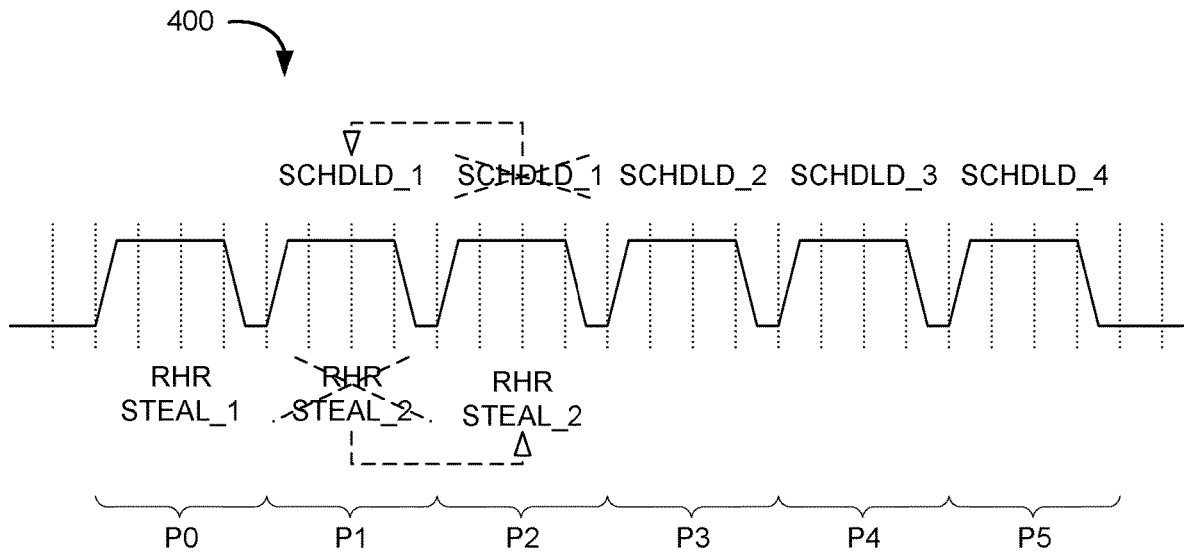 400
SCHDLD_1 SCHDLD_1 SCHDLD_2 SCHDLD_3 SCHDLD_4
RHR RHR RHR
STEAL_1 STEAL_2 STEAL_2
P0 P1 P2 P3 P4 P5